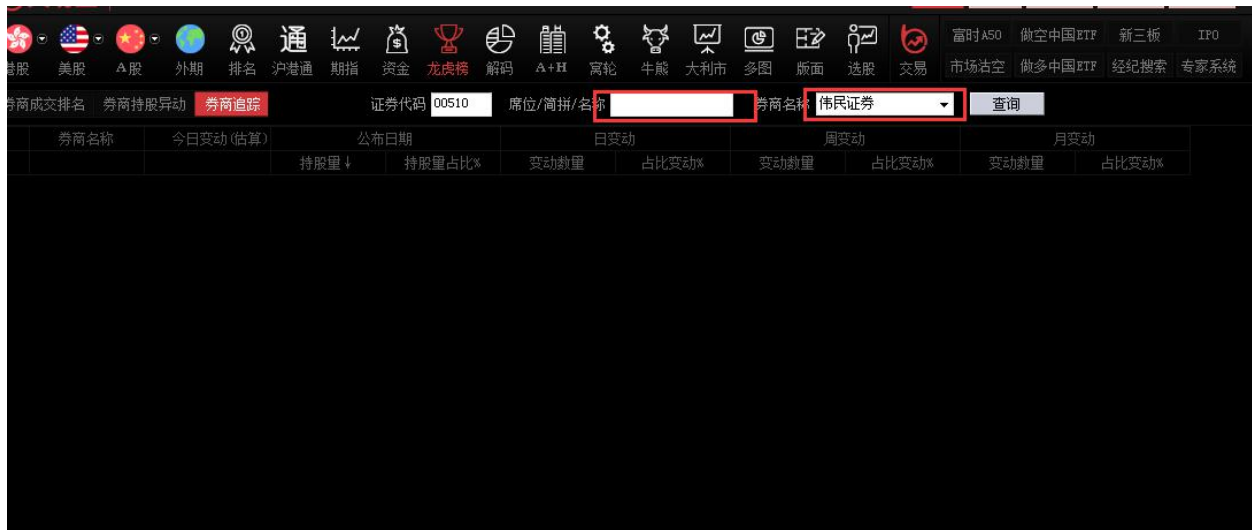 通
港股 美股 A股 外期 排名 沪港通 期指 资金 龙虎榜 解码 A+H 窝轮 牛熊 大利市 多图 版面 选股 交易
富时A50 做空中国ETF 新三板 IPO
市场沽空 做多中国ETF 经纪搜索 专家系统
券商成交排名 券商持股异动 券商追踪 证券代码 00510 席位/简拼/名称 券商名称 伟民证券 查询
券商名称 今日变动(估算) 公布日期 日变动 周变动 月变动
持股量↓ 持股量占比% 变动数量 占比变动% 变动数量 占比变动% 变动数量 占比变动%